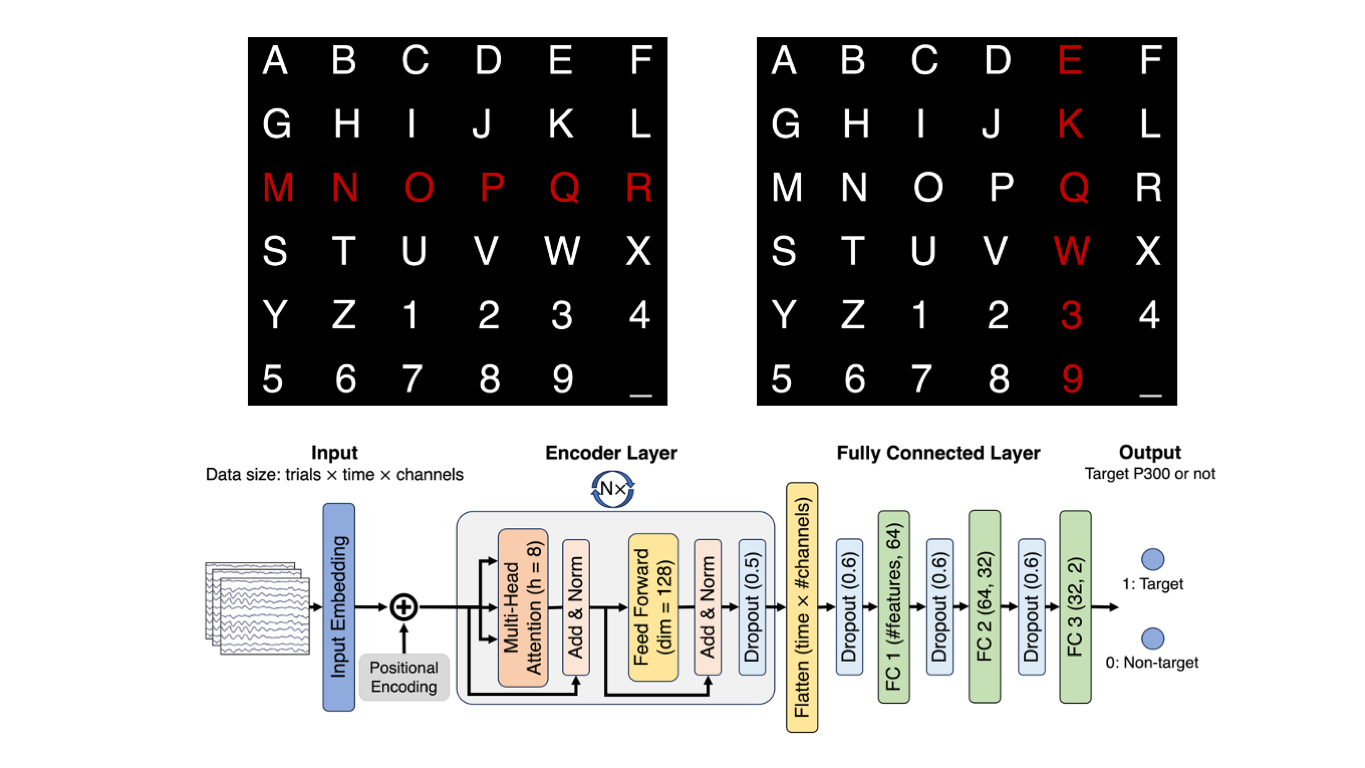 A B C D E F
G H I J K L
M N O P Q R
S T U V W X
Y Z 1 2 3 4
5 6 7 8 9 _
A B C D E F
G H I J K L
M N O P Q R
S T U V W X
Y Z 1 2 3 4
5 6 7 8 9 _
Input
Data size: trials × time × channels
Input Embedding
Positional
Encoding
Encoder Layer
N×
Multi-Head
Attention (h = 8)
Add & Norm
Feed Forward
(dim = 128)
Add & Norm
Dropout (0.5)
Flatten (time × #channels)
Fully Connected Layer
Dropout (0.6)
FC 1 (#features, 64)
Dropout (0.6)
FC 2 (64, 32)
Dropout (0.6)
FC 3 (32, 2)
Output
Target P300 or not
1: Target
0: Non-target